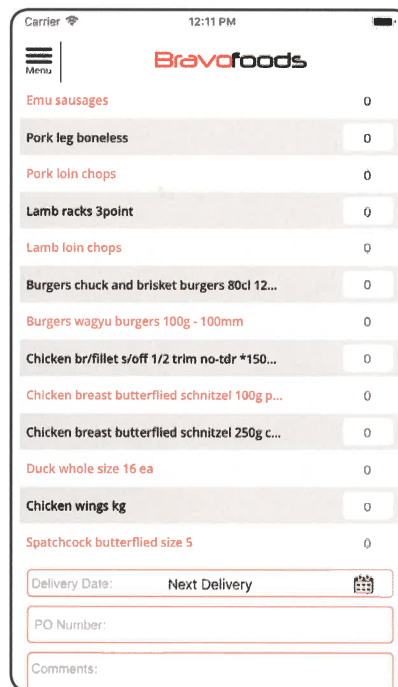 Carrier 12:11 PM
Menu
Bravofoods
Emu sausages 0
Pork leg boneless 0
Pork loin chops 0
Lamb racks 3point 0
Lamb loin chops 0
Burgers chuck and brisket burgers 80cl 12... 0
Burgers wagyu burgers 100g - 100mm 0
Chicken br/fillet s/off 1/2 trim no-tdr *150... 0
Chicken breast butterflied schnitzel 100g p... 0
Chicken breast butterflied schnitzel 250g c... 0
Duck whole size 16 ea 0
Chicken wings kg 0
Spatchcock butterflied size 5 0
Delivery Date: Next Delivery
PO Number:
Comments: